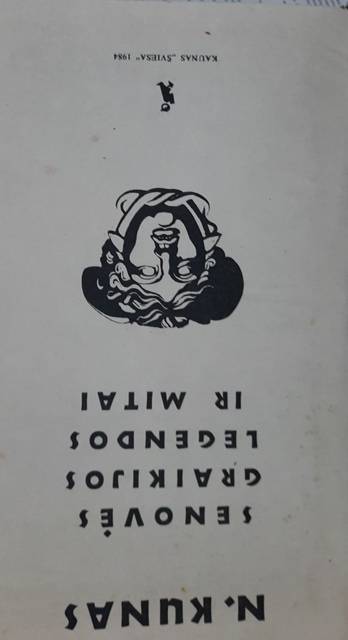 N. KUNAS
SENOVĖS
GRAIKIJOS
LEGENDOS
IR MITAI
KAUNAS „ŠVIESA" 1984